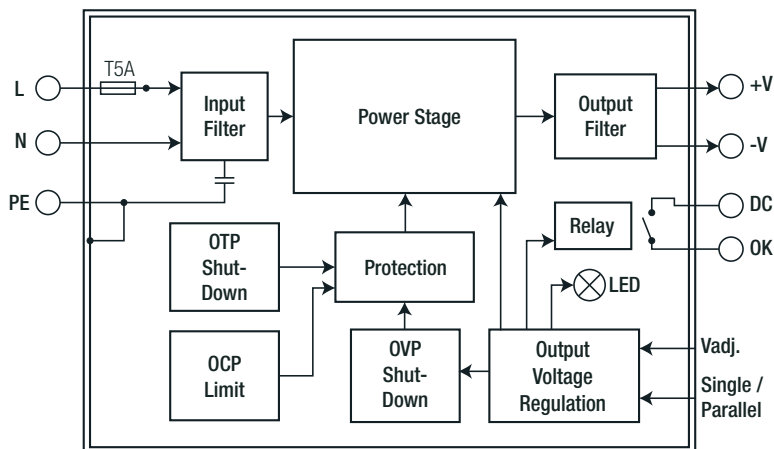 T5A
L
Input
Filter
Power Stage
Output
Filter
+V
N
-V
PE
DC
Relay
OK
OTP
Shut-
Down
Protection
LED
OCP
Limit
OVP
Shut-
Down
Output
Voltage
Regulation
Vadj.
Single /
Parallel